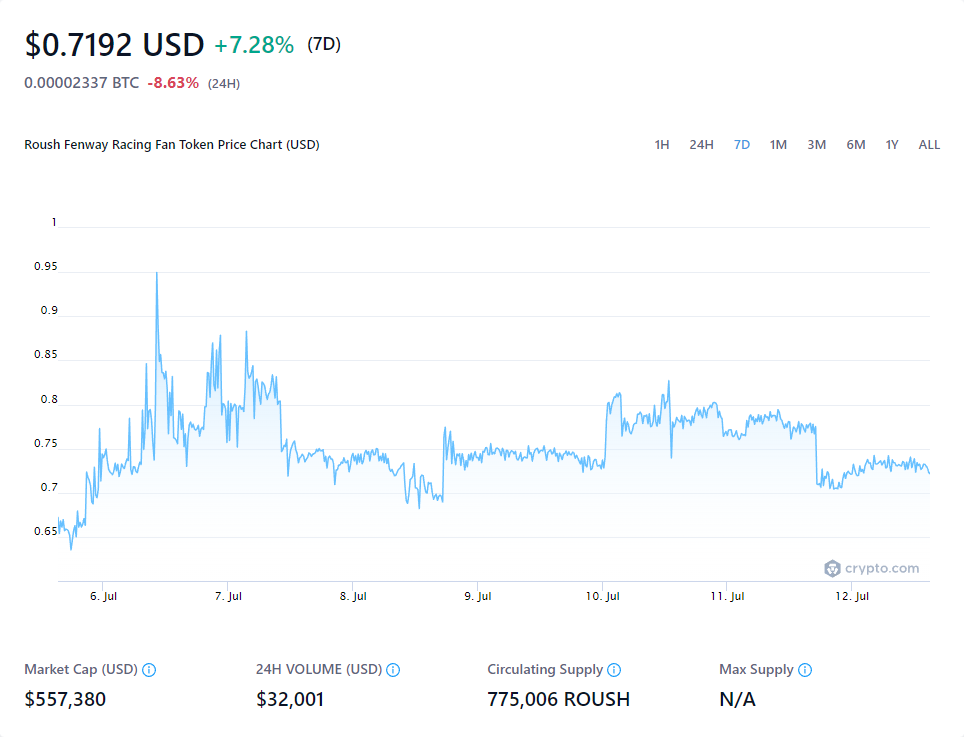 $0.7192 USD +7.28% (7D)
0.00002337 BTC -8.63% (24H)
Roush Fenway Racing Fan Token Price Chart (USD) 1H 24H 7D 1M 3M 6M 1Y ALL
1
0.95
0.9
0.85
0.8
0.75
0.7
0.65
crypto.com
6. Jul 7. Jul 8. Jul 9. Jul 10. Jul 11. Jul 12. Jul
Market Cap (USD) 24H VOLUME (USD) Circulating Supply Max Supply
$557,380 $32,001 775,006 ROUSH N/A